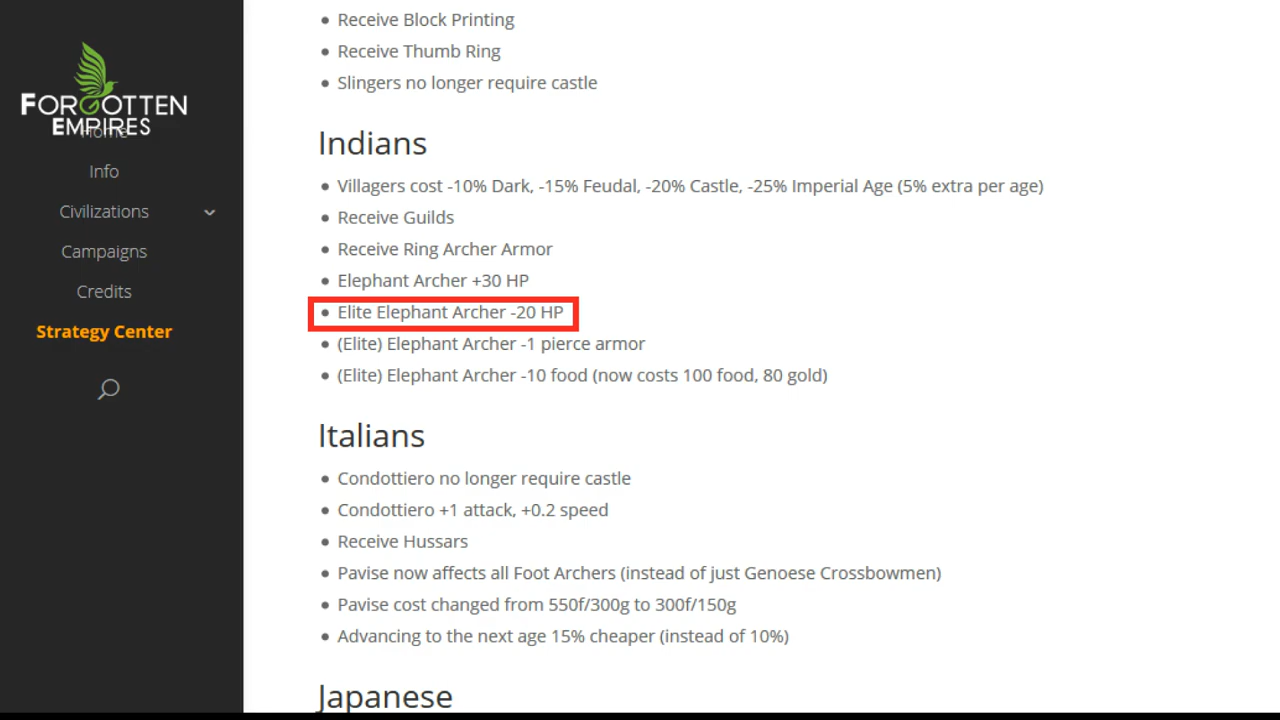 FORGOTTEN
EMPIRES
Home
Info
Civilizations
Campaigns
Credits
Strategy Center
Receive Block Printing
Receive Thumb Ring
Slingers no longer require castle
Indians
Villagers cost -10% Dark, -15% Feudal, -20% Castle, -25% Imperial Age (5% extra per age)
Receive Guilds
Receive Ring Archer Armor
Elephant Archer +30 HP
Elite Elephant Archer -20 HP
(Elite) Elephant Archer -1 pierce armor
(Elite) Elephant Archer -10 food (now costs 100 food, 80 gold)
Italians
Condottiero no longer require castle
Condottiero +1 attack, +0.2 speed
Receive Hussars
Pavise now affects all Foot Archers (instead of just Genoese Crossbowmen)
Pavise cost changed from 550f/300g to 300f/150g
Advancing to the next age 15% cheaper (instead of 10%)
Japanese